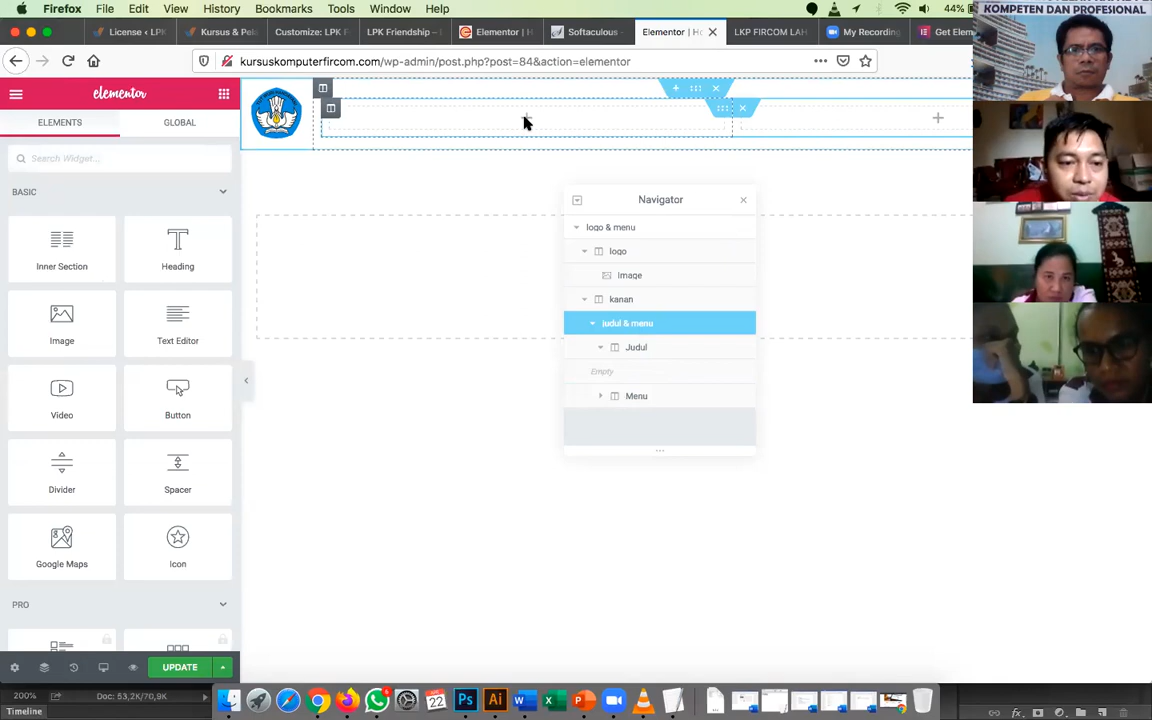 Firefox File Edit View History Bookmarks Tools Window Help 44%
KOMPETEN DAN PROFESIONAL
License ‹ LPK Kursus & Pela Customize: LPK F LPK Friendship – Elementor | H Softaculous - Elementor | Ho LKP FIRCOM LAH My Recording Get Elem
kursuskomputerfircom.com/wp-admin/post.php?post=84&action=elementor
elementor
ELEMENTS GLOBAL
Search Widget...
BASIC
Navigator
logo & menu
Inner Section Heading
logo
Image
kanan
judul & menu
Image Text Editor
Judul
Empty
Menu
Video Button
Divider Spacer
Google Maps Icon
PRO
UPDATE
200% Doc: 53,2K/70,9K
Timeline